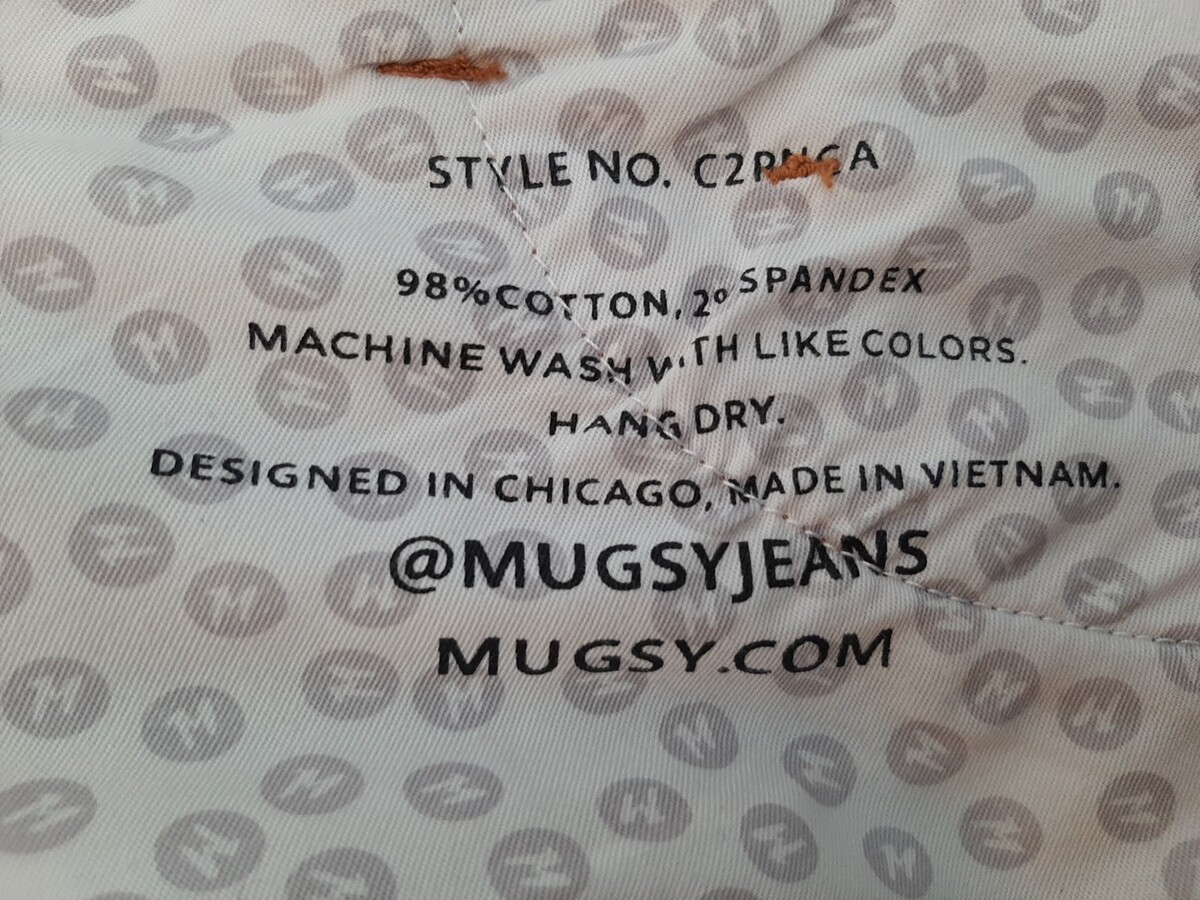 STYLE NO.
98% COTTON, 2% SPANDEX
MACHINE WASH WITH LIKE COLORS.
HANG DRY.
DESIGNED IN CHICAGO, MADE IN VIETNAM.
@MUGSYJEANS
MUGSY.COM